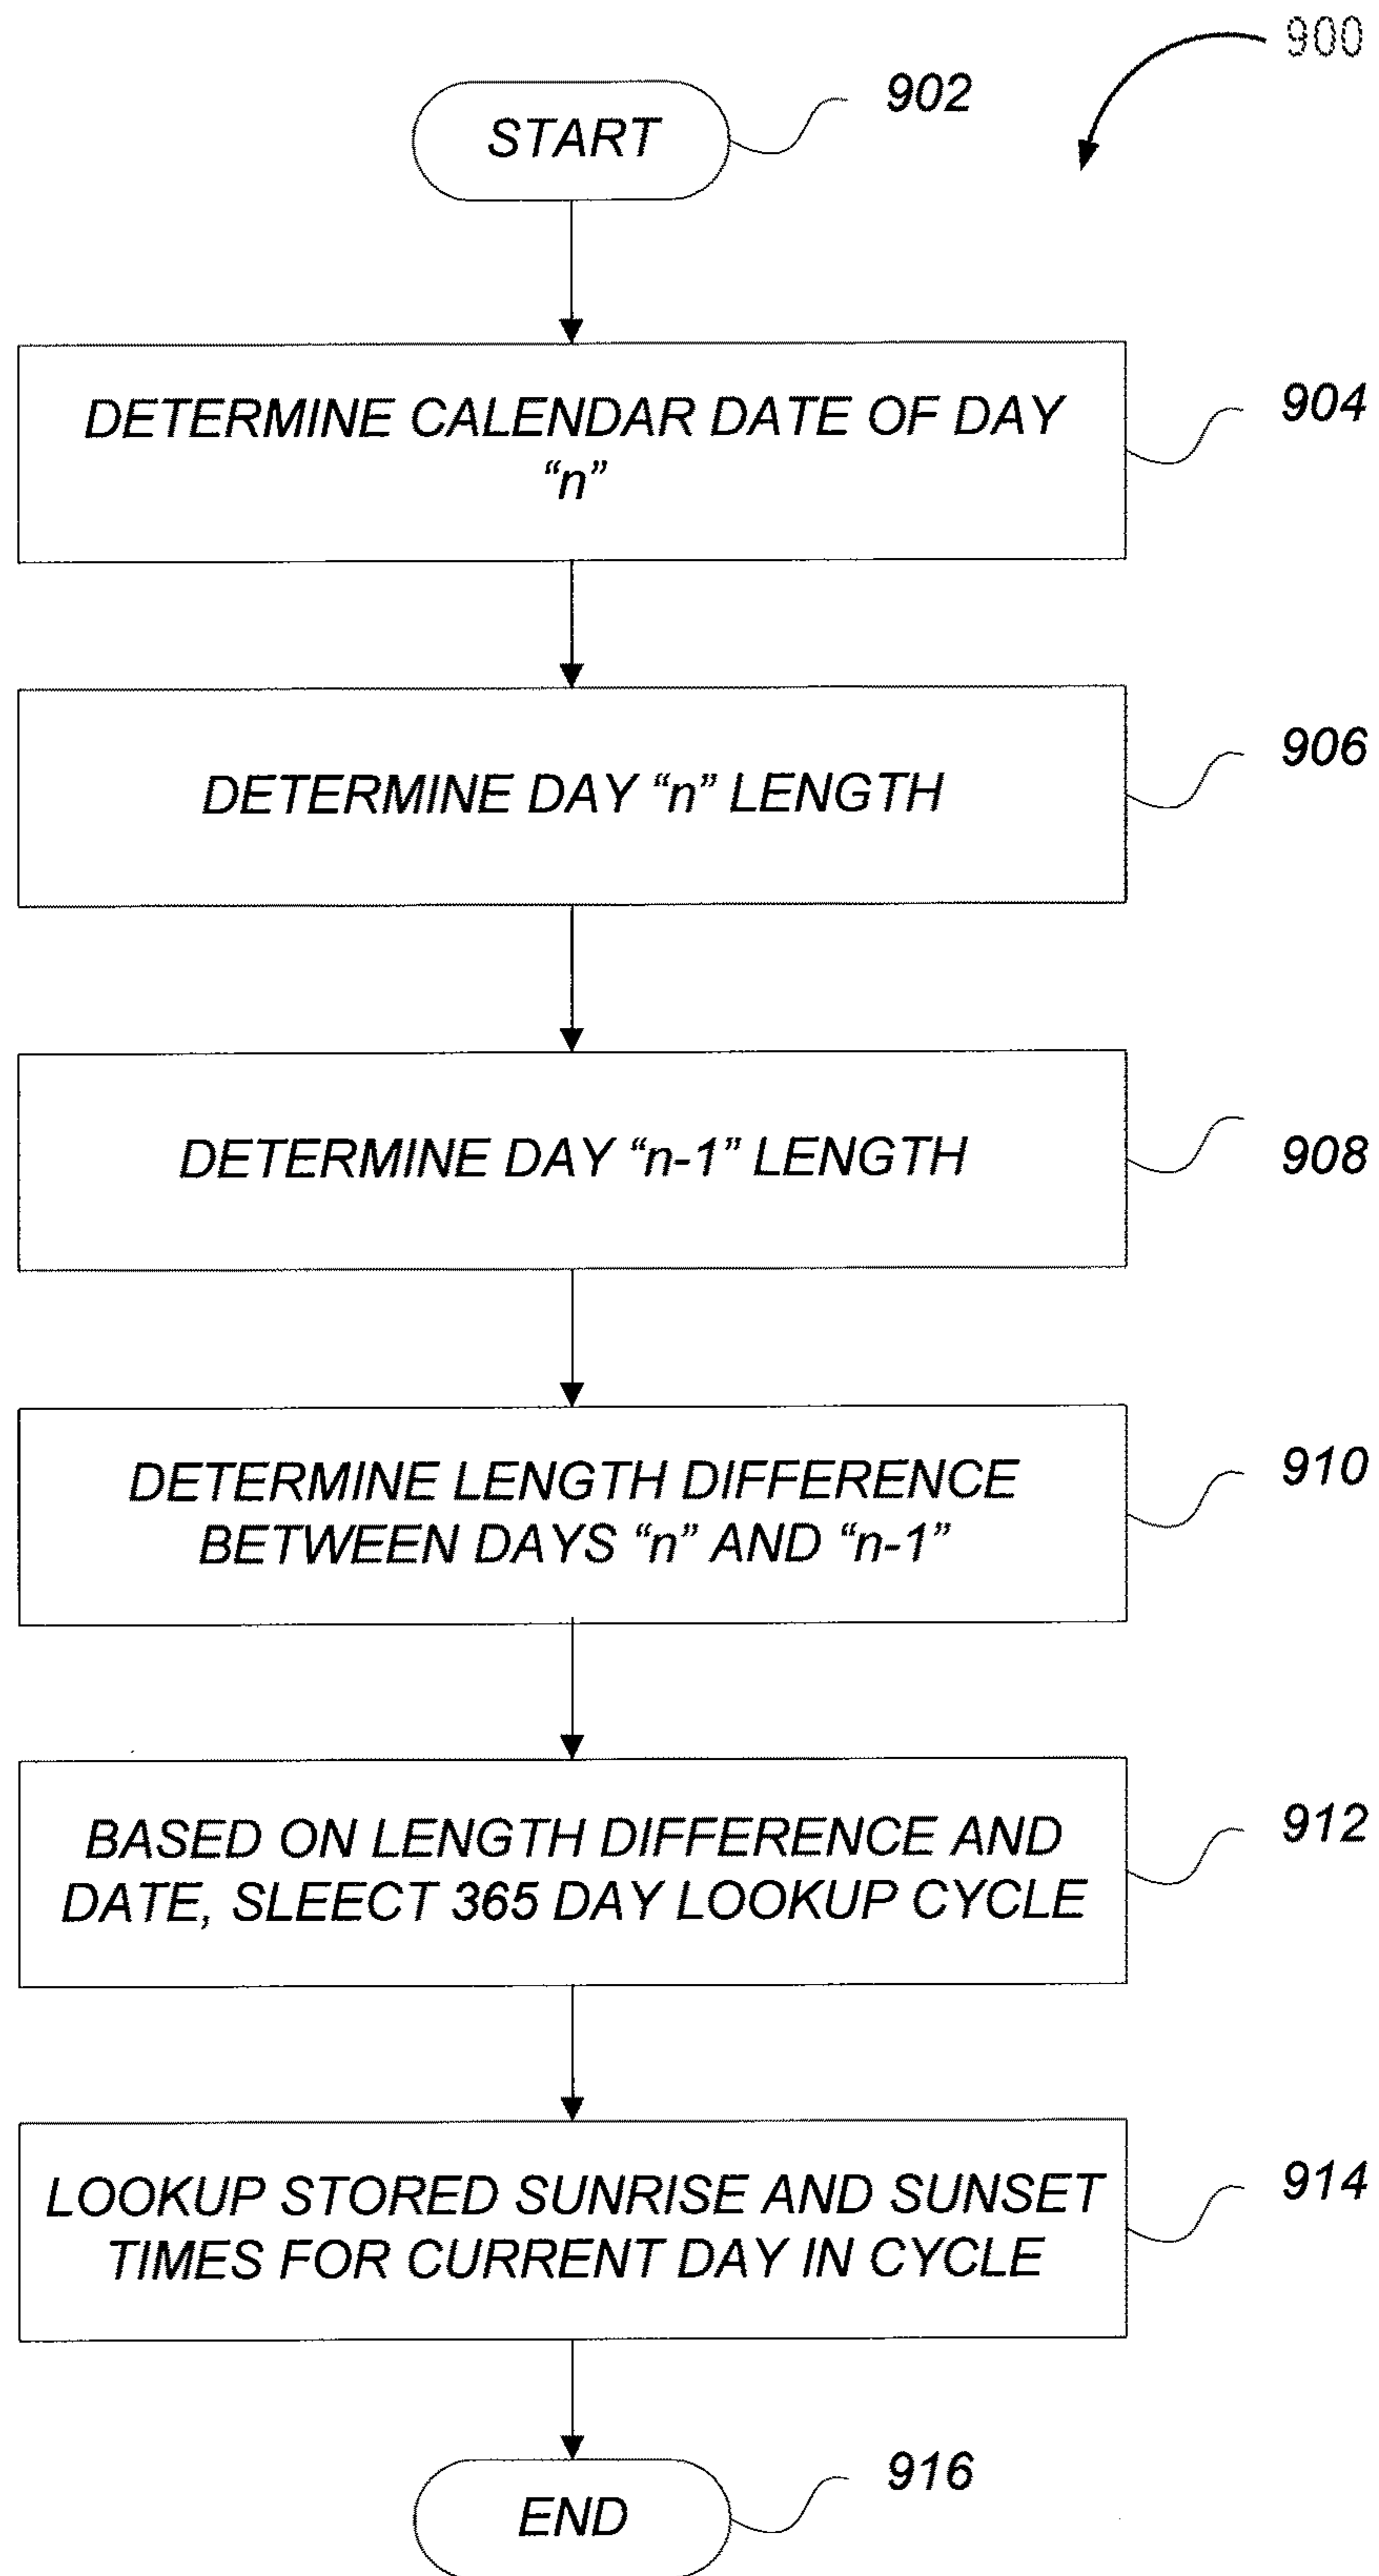 900
START
902
DETERMINE CALENDAR DATE OF DAY
“n”
904
DETERMINE DAY “n” LENGTH
906
DETERMINE DAY “n-1” LENGTH
908
DETERMINE LENGTH DIFFERENCE
BETWEEN DAYS “n” AND “n-1”
910
BASED ON LENGTH DIFFERENCE AND
DATE, SLEECT 365 DAY LOOKUP CYCLE
912
LOOKUP STORED SUNRISE AND SUNSET
TIMES FOR CURRENT DAY IN CYCLE
914
END
916